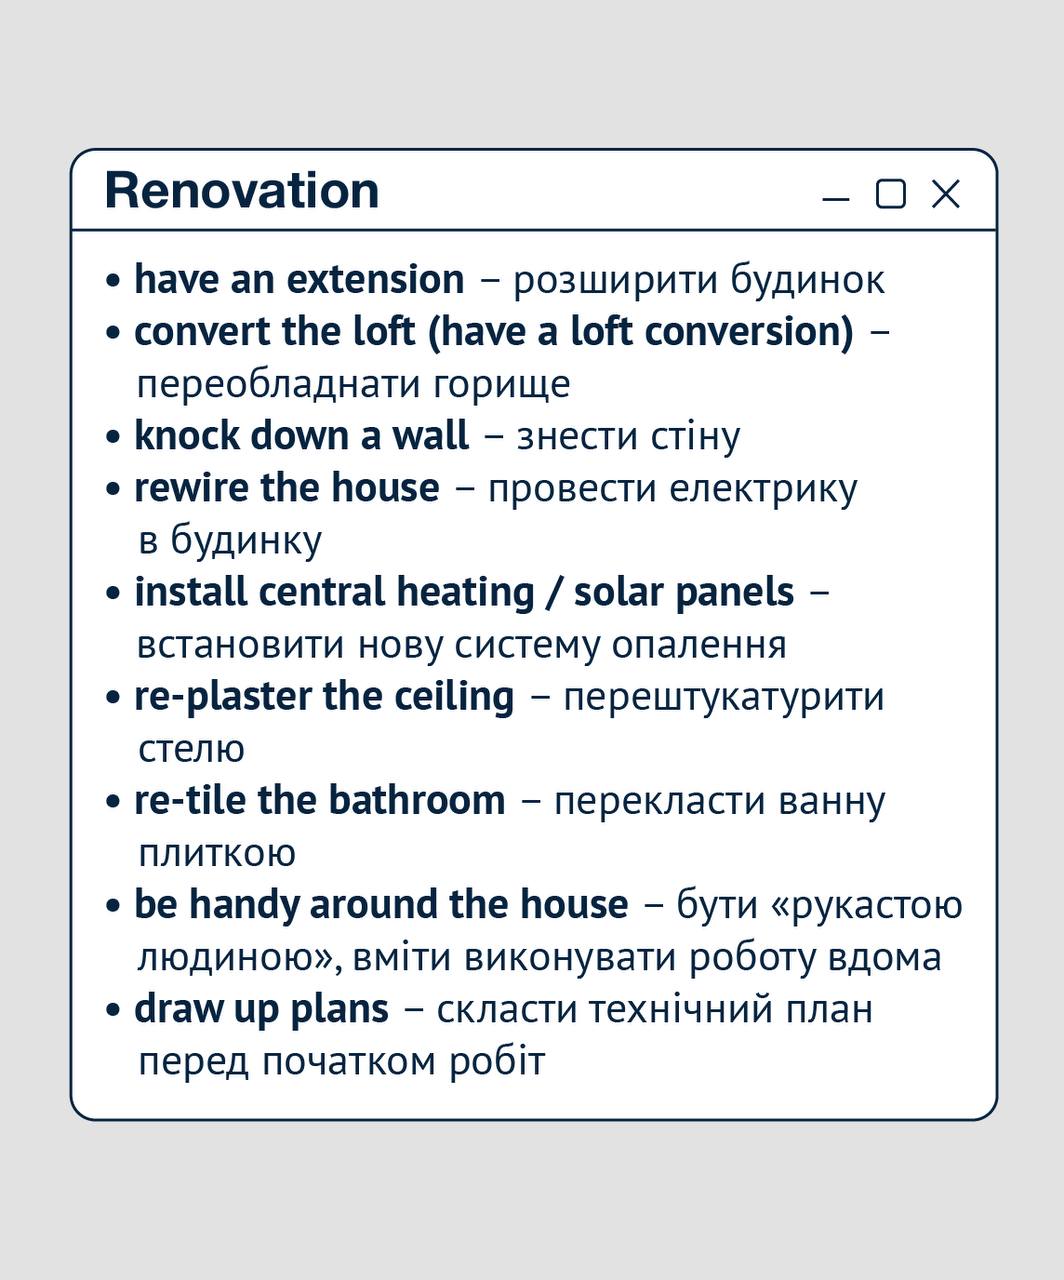 Renovation
• have an extension – розширити будинок
• convert the loft (have a loft conversion) –
переобладнати горище
• knock down a wall – знести стіну
• rewire the house – провести електрику
в будинку
• install central heating / solar panels –
встановити нову систему опалення
• re-plaster the ceiling – перештукатурити
стелю
• re-tile the bathroom – перекласти ванну
плиткою
• be handy around the house – бути «рукастою
людиною», вміти виконувати роботу вдома
• draw up plans – скласти технічний план
перед початком робіт